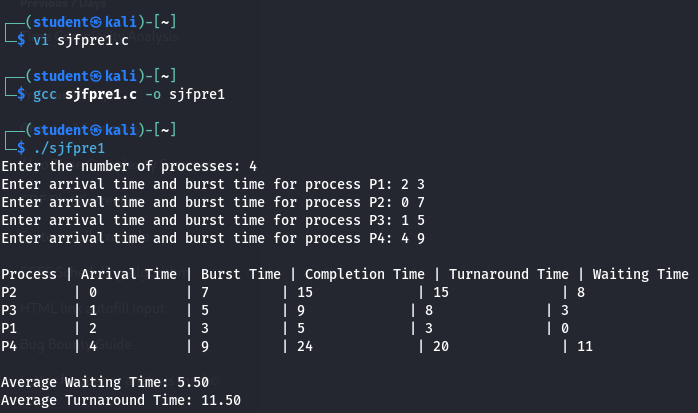 Previous 7 Days
┌──(student㉿kali)-[~]
└─$ vi sjfpre1.c
┌──(student㉿kali)-[~]
└─$ gcc sjfpre1.c -o sjfpre1
┌──(student㉿kali)-[~]
└─$ ./sjfpre1
Enter the number of processes: 4
Enter arrival time and burst time for process P1: 2 3
Enter arrival time and burst time for process P2: 0 7
Enter arrival time and burst time for process P3: 1 5
Enter arrival time and burst time for process P4: 4 9
Process | Arrival Time | Burst Time | Completion Time | Turnaround Time | Waiting Time
P2 | 0 | 7 | 15 | 15 | 8
P3 | 1 | 5 | 9 | 8 | 3
P1 | 2 | 3 | 5 | 3 | 0
P4 | 4 | 9 | 24 | 20 | 11
Average Waiting Time: 5.50
Average Turnaround Time: 11.50